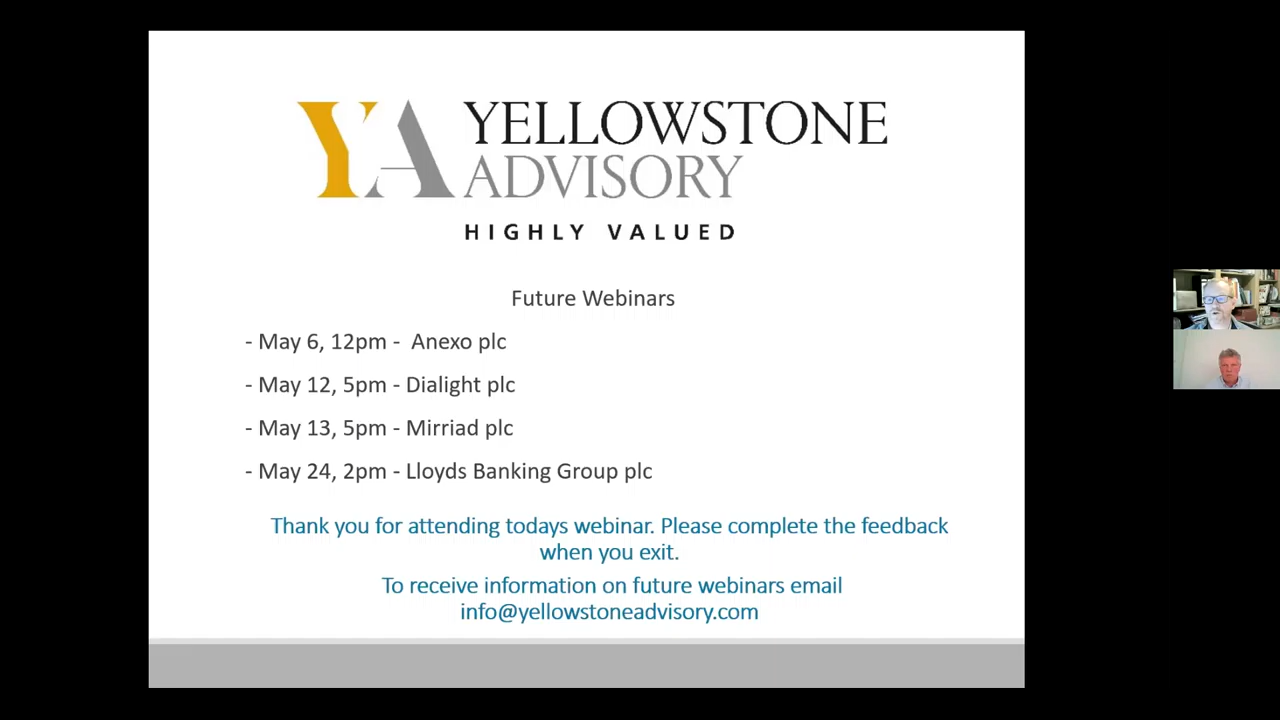 YA YELLOWSTONE
ADVISORY
HIGHLY VALUED
Future Webinars
- May 6, 12pm - Anexo plc
- May 12, 5pm - Dialight plc
- May 13, 5pm - Mirriad plc
- May 24, 2pm - Lloyds Banking Group plc
Thank you for attending todays webinar. Please complete the feedback
when you exit.
To receive information on future webinars email
info@yellowstoneadvisory.com